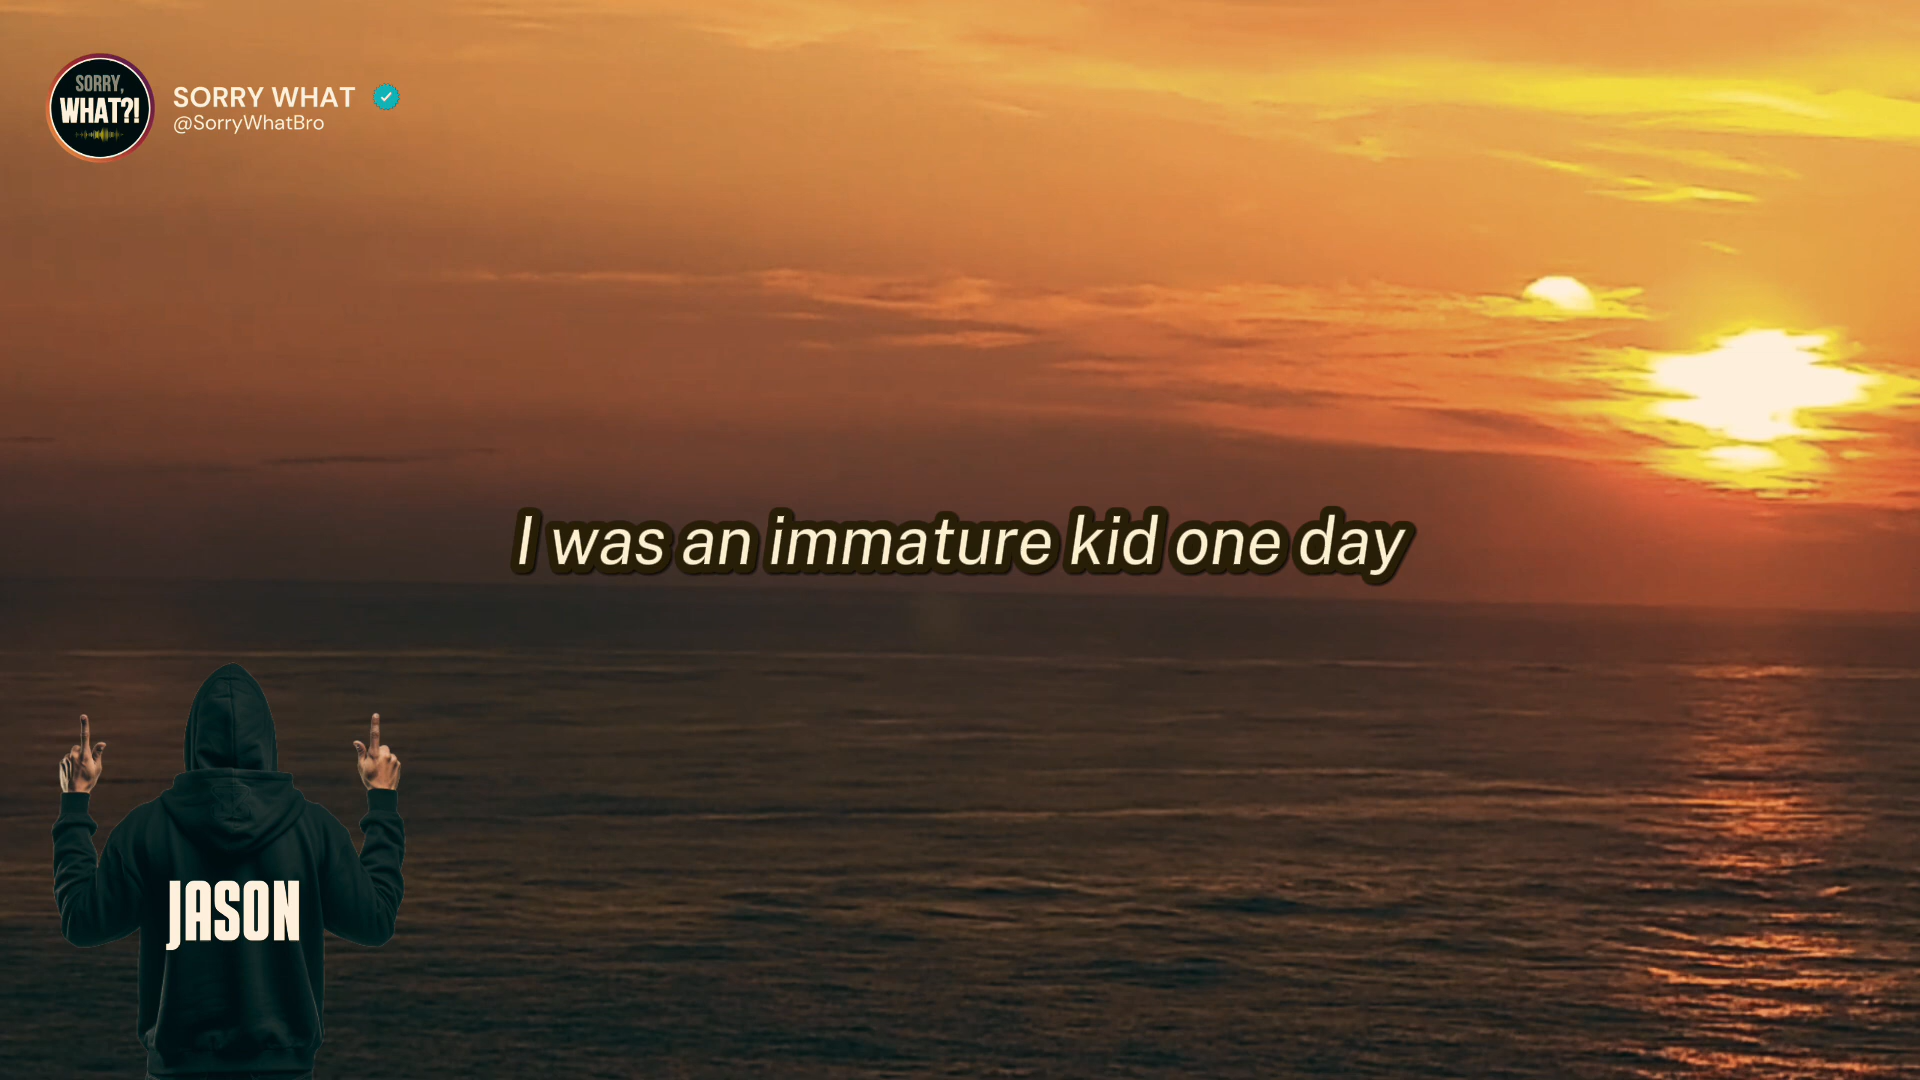 SORRY,
WHAT?!
SORRY WHAT
@SorryWhatBro
I was an immature kid one day
JASON